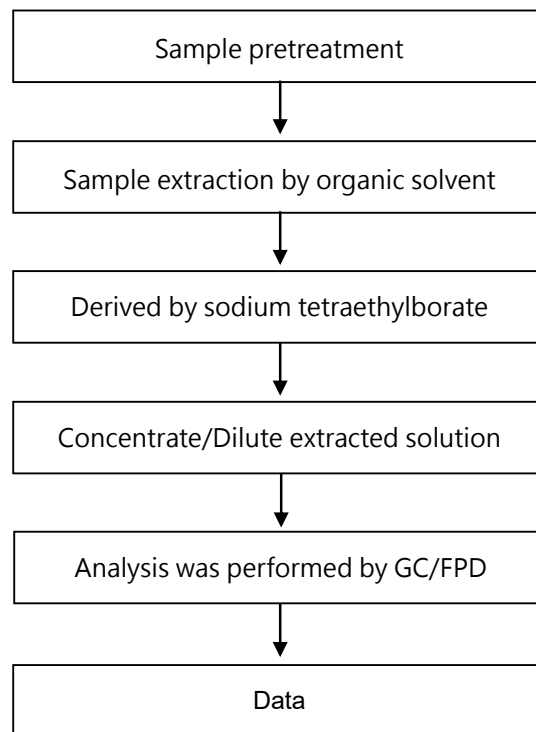 Sample pretreatment
Sample extraction by organic solvent
Derived by sodium tetraethylborate
Concentrate/Dilute extracted solution
Analysis was performed by GC/FPD
Data